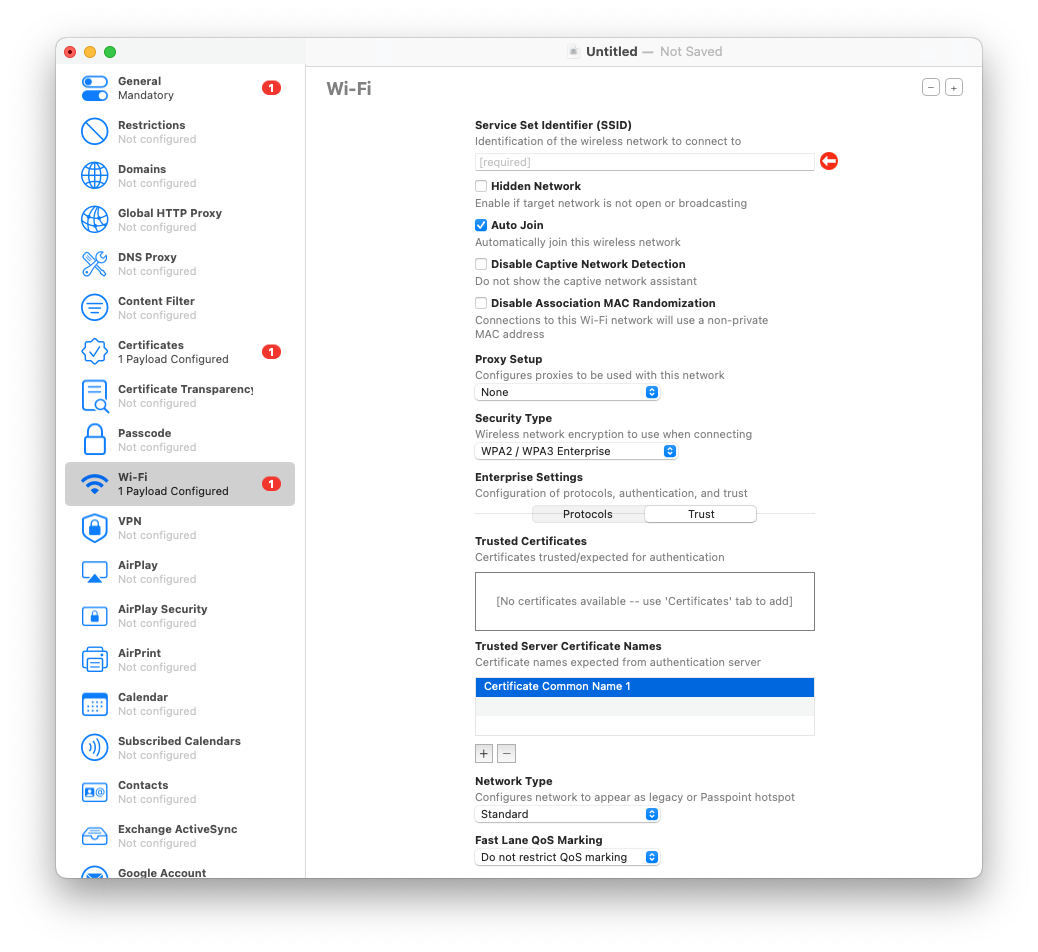 Untitled — Not Saved
General
Mandatory
1
Restrictions
Not configured
Domains
Not configured
Global HTTP Proxy
Not configured
DNS Proxy
Not configured
Content Filter
Not configured
Certificates
1 Payload Configured
1
Certificate Transparency
Not configured
Passcode
Not configured
Wi-Fi
1 Payload Configured
1
VPN
Not configured
AirPlay
Not configured
AirPlay Security
Not configured
AirPrint
Not configured
Calendar
Not configured
Subscribed Calendars
Not configured
Contacts
Not configured
Exchange ActiveSync
Not configured
Google Account
Wi-Fi
Service Set Identifier (SSID)
Identification of the wireless network to connect to
[required]
Hidden Network
Enable if target network is not open or broadcasting
Auto Join
Automatically join this wireless network
Disable Captive Network Detection
Do not show the captive network assistant
Disable Association MAC Randomization
Connections to this Wi-Fi network will use a non-private
MAC address
Proxy Setup
Configures proxies to be used with this network
None
Security Type
Wireless network encryption to use when connecting
WPA2 / WPA3 Enterprise
Enterprise Settings
Configuration of protocols, authentication, and trust
Protocols Trust
Trusted Certificates
Certificates trusted/expected for authentication
[No certificates available -- use 'Certificates' tab to add]
Trusted Server Certificate Names
Certificate names expected from authentication server
Certificate Common Name 1
+ −
Network Type
Configures network to appear as legacy or Passpoint hotspot
Standard
Fast Lane QoS Marking
Do not restrict QoS marking